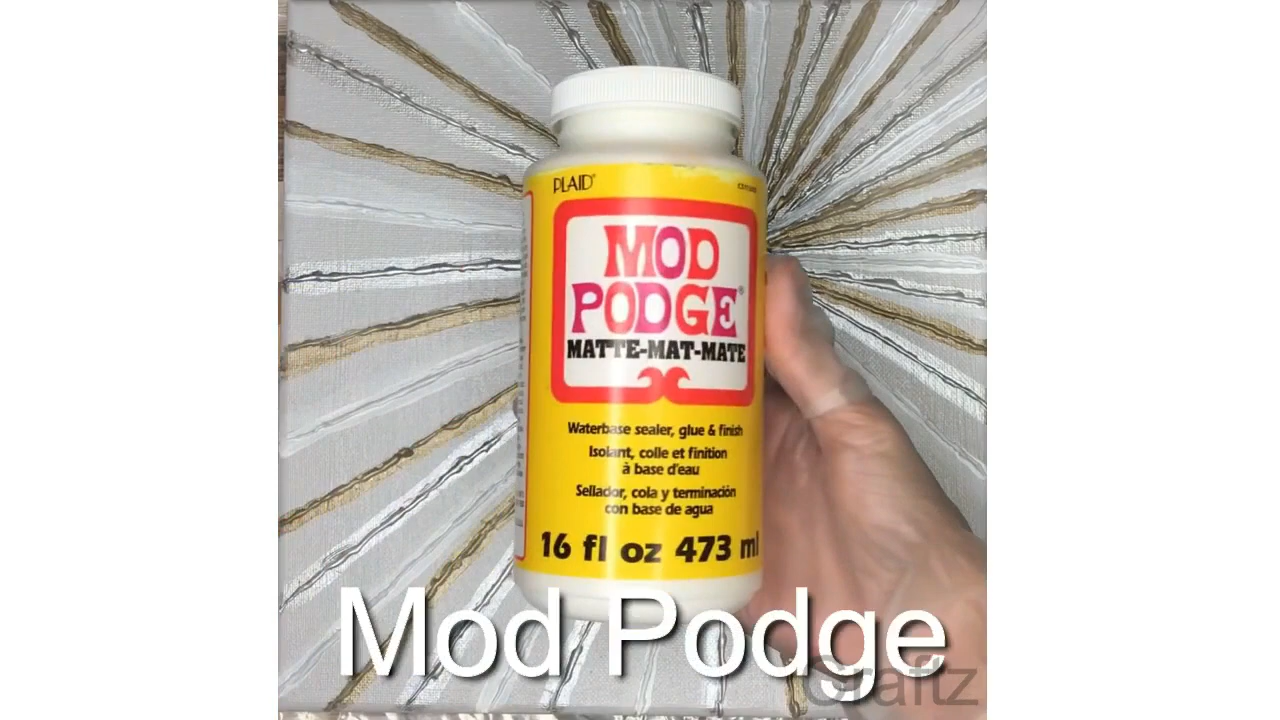 PLAID®
MOD
PODGE®
MATTE-MAT-MATE
Waterbase sealer, glue & finish
Isolant, colle et finition
à base d'eau
Sellador, cola y terminación
con base de agua
16 fl oz 473 ml
Mod Podge
Graftz